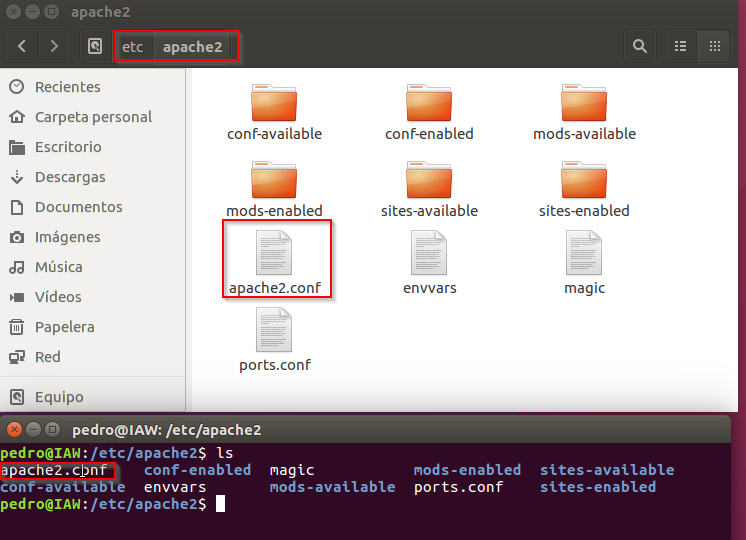 apache2
etc apache2
Recientes
Carpeta personal
Escritorio
Descargas
Documentos
Imágenes
Música
Vídeos
Papelera
Red
Equipo
conf-available conf-enabled mods-available
mods-enabled sites-available sites-enabled
apache2.conf envvars magic
ports.conf
pedro@IAW: /etc/apache2
pedro@IAW:/etc/apache2$ ls
apache2.conf conf-enabled magic mods-enabled sites-available
conf-available envvars mods-available ports.conf sites-enabled
pedro@IAW:/etc/apache2$